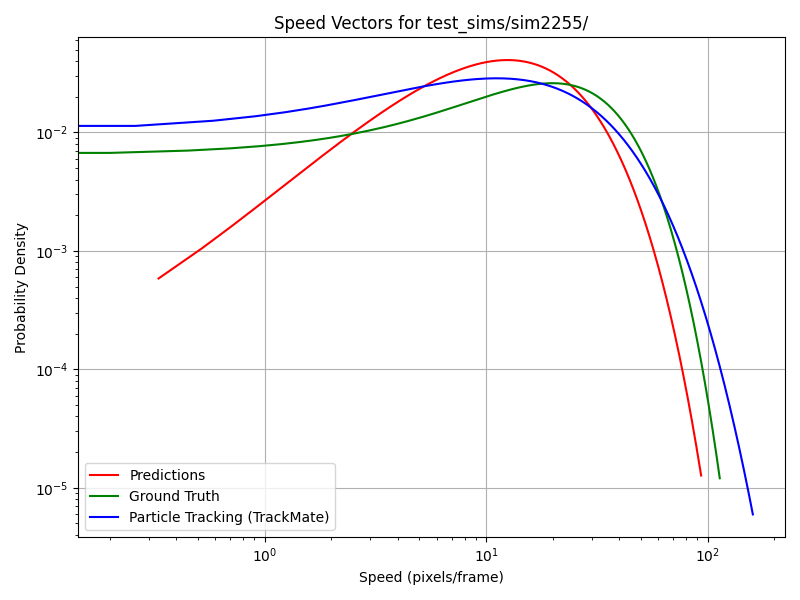 Speed Vectors for test_sims/sim2255/
Probability Density
10^-2
10^-3
10^-4
10^-5
Predictions
Ground Truth
Particle Tracking (TrackMate)
10^0
10^1
10^2
Speed (pixels/frame)